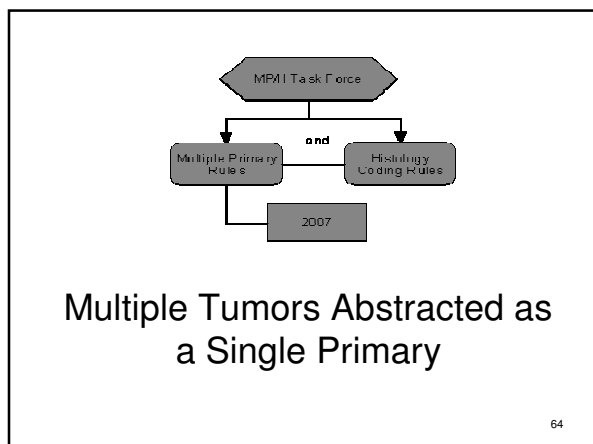 MP/H Task Force
and
Multiple Primary
Rules
Histology
Coding Rules
2007
Multiple Tumors Abstracted as
a Single Primary
64